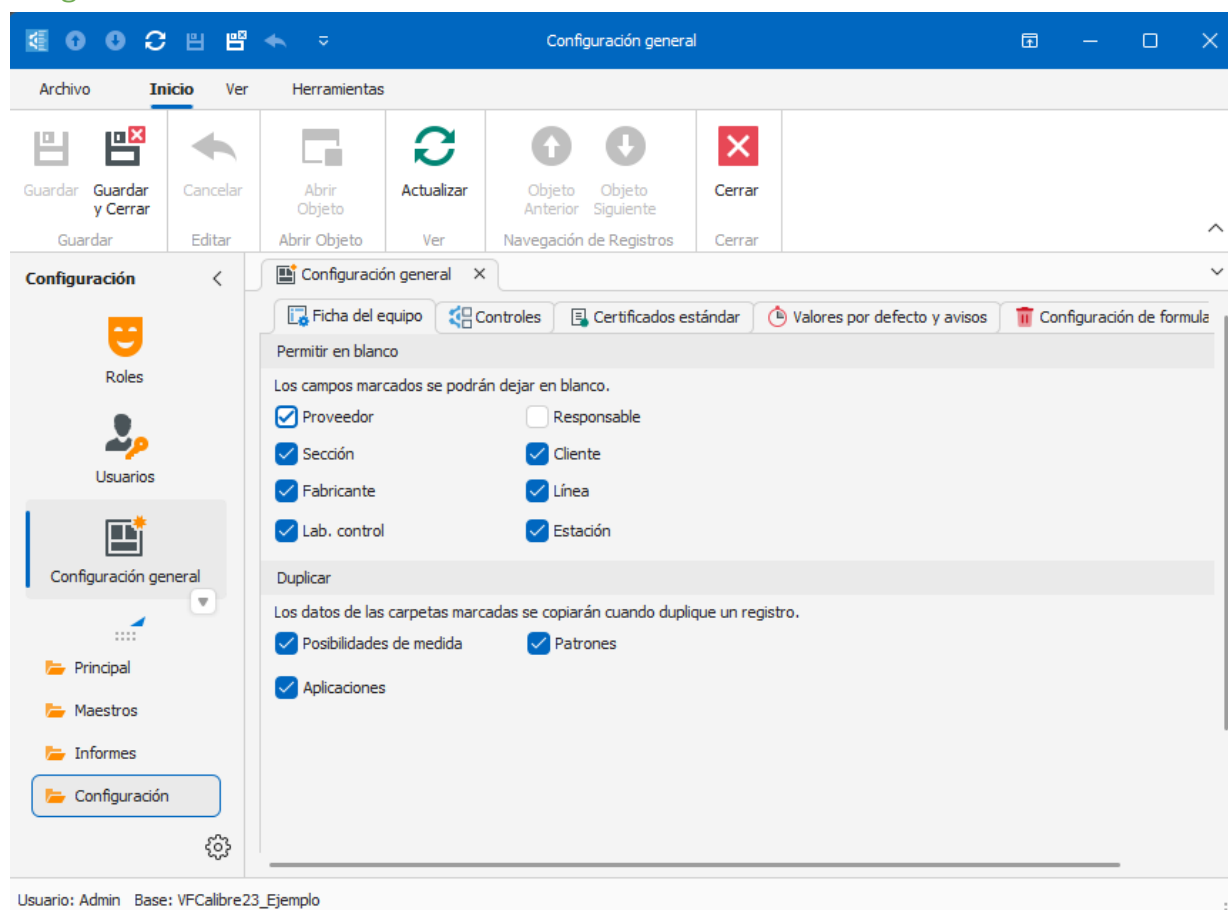 Configuración general
Archivo Inicio Ver Herramientas
Guardar Guardar y Cerrar Cancelar Abrir Objeto Actualizar Objeto Anterior Objeto Siguiente Cerrar
Guardar Editar Abrir Objeto Ver Navegación de Registros Cerrar
Configuración
Roles
Usuarios
Configuración general
Principal
Maestros
Informes
Configuración
Configuración general
Ficha del equipo Controles Certificados estándar Valores por defecto y avisos Configuración de formula
Permitir en blanco
Los campos marcados se podrán dejar en blanco.
Proveedor Responsable
Sección Cliente
Fabricante Línea
Lab. control Estación
Duplicar
Los datos de las carpetas marcadas se copiarán cuando duplique un registro.
Posibilidades de medida Patrones
Aplicaciones
Usuario: Admin Base: VFCalibre23_Ejemplo